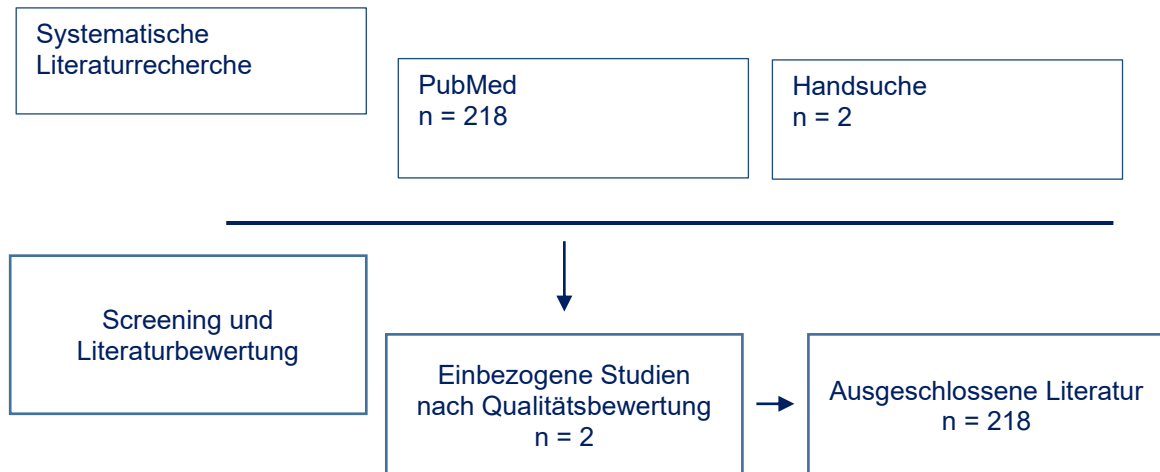 Systematische
Literaturrecherche
PubMed
n = 218
Handsuche
n = 2
Screening und
Literaturbewertung
Einbezogene Studien
nach Qualitätsbewertung
n = 2
Ausgeschlossene Literatur
n = 218